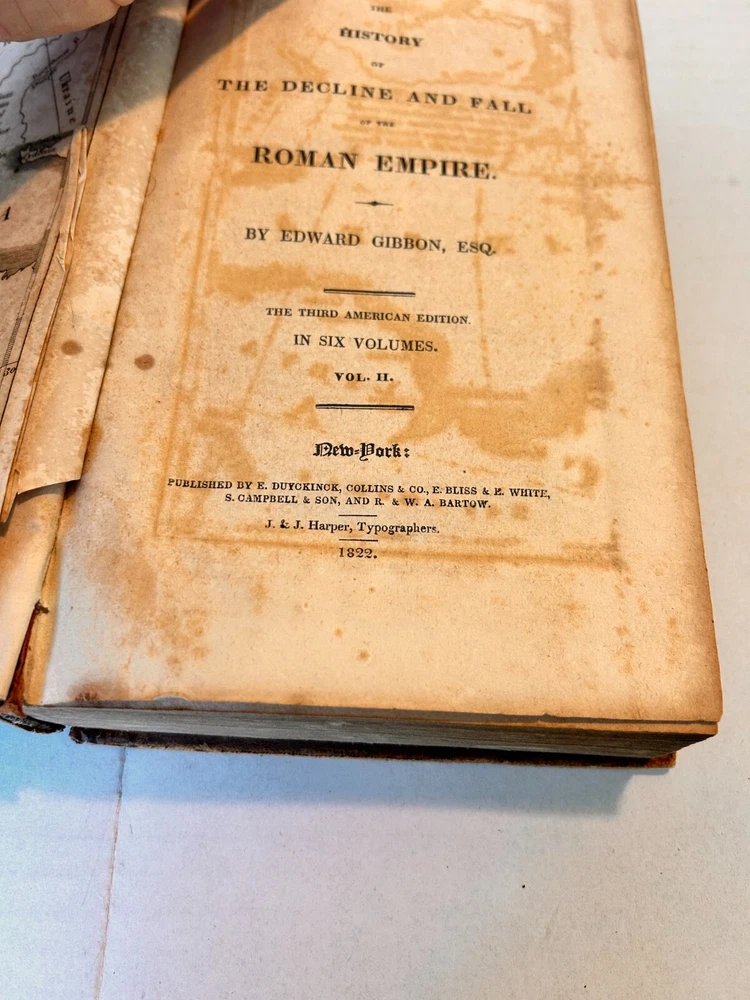 Ukraine
THE
HISTORY
OF
THE DECLINE AND FALL
OF THE
ROMAN EMPIRE.
BY EDWARD GIBBON, ESQ.
THE THIRD AMERICAN EDITION.
IN SIX VOLUMES.
VOL. II.
New-York:
PUBLISHED BY E. DUYCKINCK, COLLINS & CO., E. BLISS & E. WHITE,
S. CAMPBELL & SON, AND R. & W. A. BARTOW.
J. & J. Harper, Typographers.
1822.